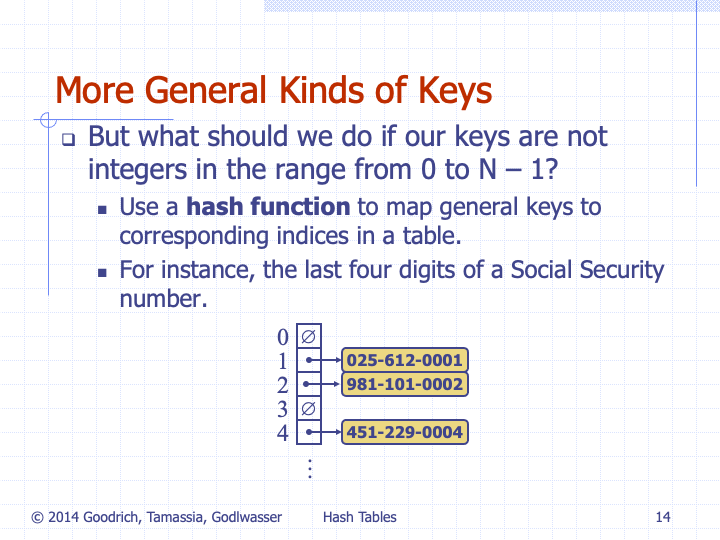 More General Kinds of Keys
❑ But what should we do if our keys are not
integers in the range from 0 to N – 1?
■ Use a hash function to map general keys to
corresponding indices in a table.
■ For instance, the last four digits of a Social Security
number.
0 ∅
1 025-612-0001
2 981-101-0002
3 ∅
4 451-229-0004
⋮
© 2014 Goodrich, Tamassia, Godlwasser Hash Tables 14